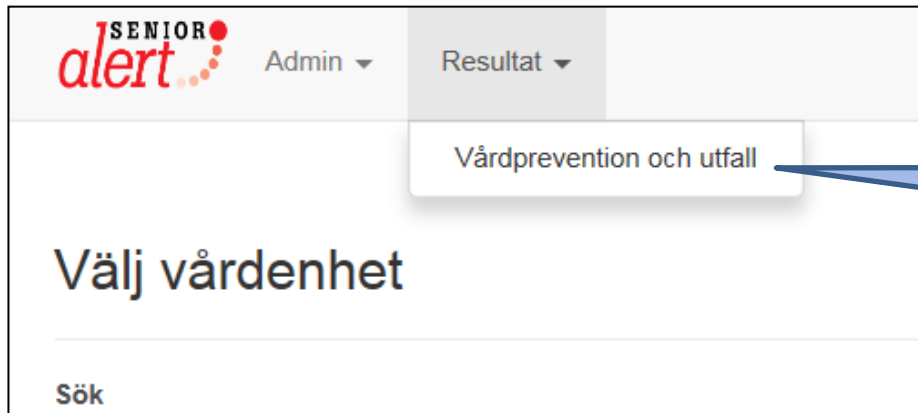 SENIOR
alert
Admin
Resultat
Vårdprevention och utfall
Välj vårdenhet
Sök